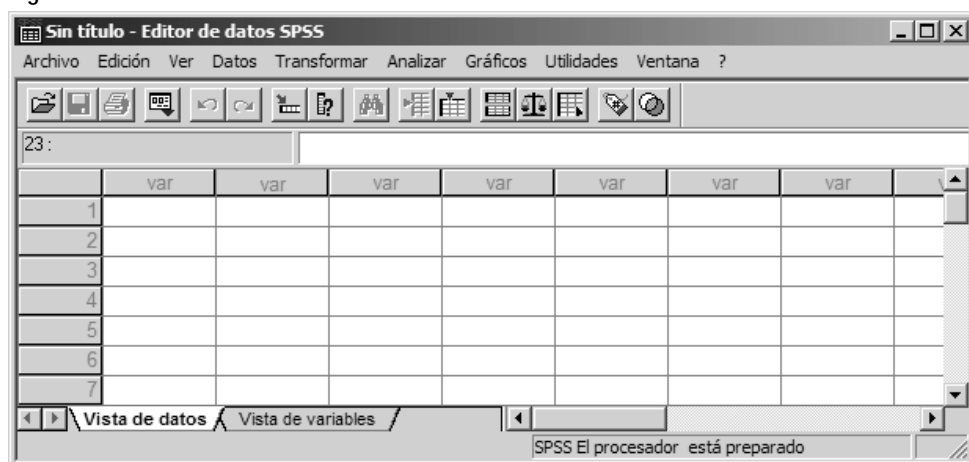 Sin título - Editor de datos SPSS
Archivo Edición Ver Datos Transformar Analizar Gráficos Utilidades Ventana ?
23 :
var var var var var var var
1
2
3
4
5
6
7
Vista de datos Vista de variables
SPSS El procesador está preparado